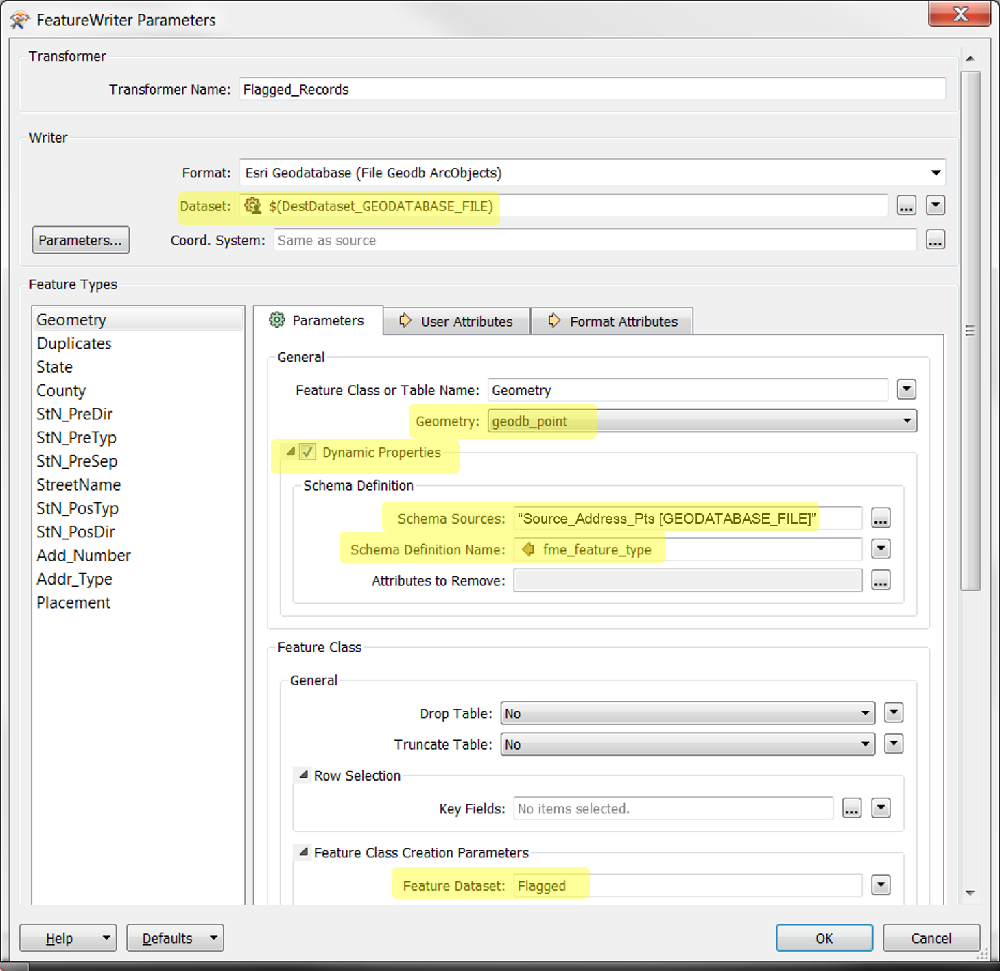 FeatureWriter Parameters
Transformer
Transformer Name: Flagged_Records
Writer
Format: Esri Geodatabase (File Geodb ArcObjects)
Dataset: $(DestDataset_GEODATABASE_FILE) ...
Parameters... Coord. System: Same as source ...
Feature Types
Geometry
Duplicates
State
County
StN_PreDir
StN_PreTyp
StN_PreSep
StreetName
StN_PosTyp
StN_PosDir
Add_Number
Addr_Type
Placement
Parameters User Attributes Format Attributes
General
Feature Class or Table Name: Geometry
Geometry: geodb_point
Dynamic Properties
Schema Definition
Schema Sources: “Source_Address_Pts [GEODATABASE_FILE]” ...
Schema Definition Name: fme_feature_type
Attributes to Remove: ...
Feature Class
General
Drop Table: No
Truncate Table: No
Row Selection
Key Fields: No items selected. ...
Feature Class Creation Parameters
Feature Dataset: Flagged
Help Defaults OK Cancel